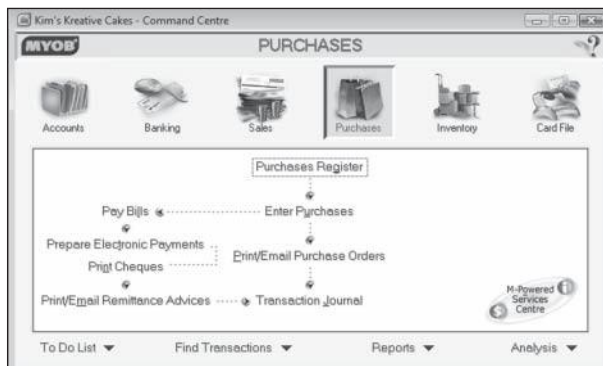 Kim's Kreative Cakes - Command Centre
MYOB
PURCHASES
Accounts
Banking
Sales
Purchases
Inventory
Card File
Purchases Register
Pay Bills
Enter Purchases
Prepare Electronic Payments
Print/Email Purchase Orders
Print Cheques
Print/Email Remittance Advices
Transaction Journal
M-Powered
Services
Centre
To Do List
Find Transactions
Reports
Analysis